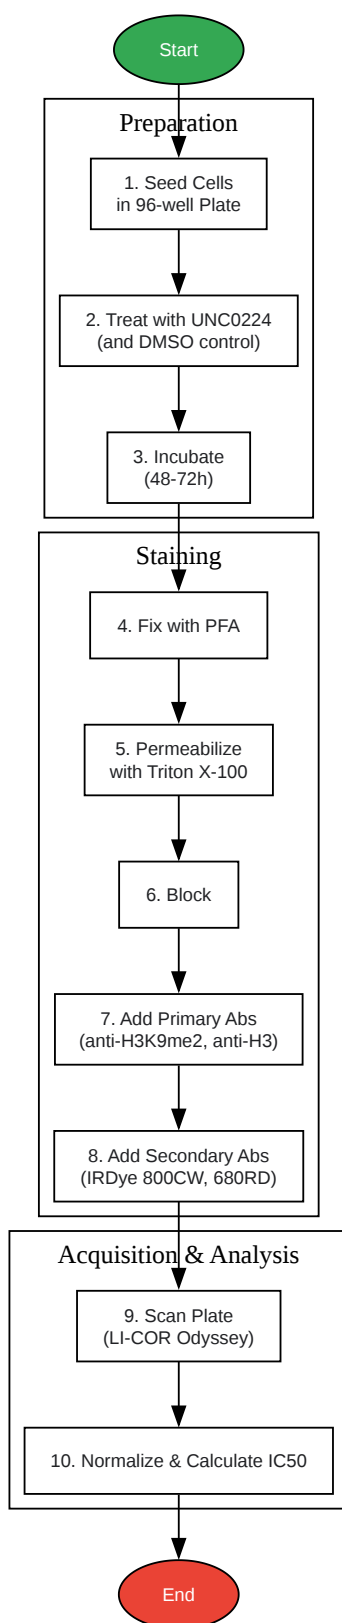 Start
Preparation
1. Seed Cells
in 96-well Plate
2. Treat with UNC0224
(and DMSO control)
3. Incubate
(48-72h)
Staining
4. Fix with PFA
5. Permeabilize
with Triton X-100
6. Block
7. Add Primary Abs
(anti-H3K9me2, anti-H3)
8. Add Secondary Abs
(IRDye 800CW, 680RD)
Acquisition & Analysis
9. Scan Plate
(LI-COR Odyssey)
10. Normalize & Calculate IC50
End